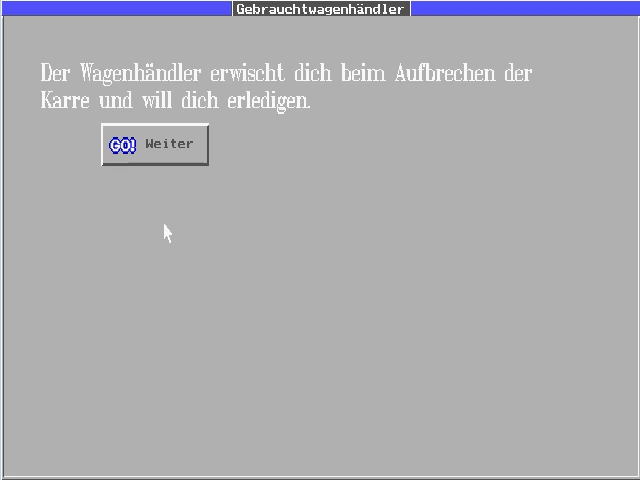 Gebrauchtwagenhändler
Der Wagenhändler erwischt dich beim Aufbrechen der
Karre und will dich erledigen.
GO! Weiter